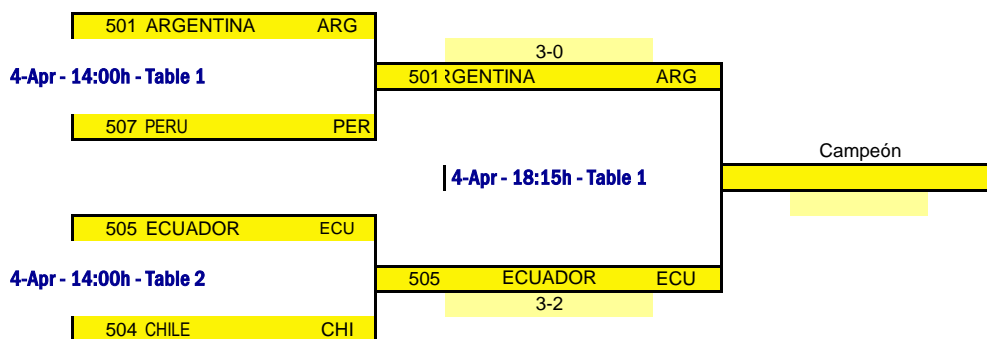 501 ARGENTINA ARG
3-0
4-Apr - 14:00h - Table 1
501 RGENTINA ARG
507 PERU PER
Campeón
4-Apr - 18:15h - Table 1
505 ECUADOR ECU
4-Apr - 14:00h - Table 2
505 ECUADOR ECU
3-2
504 CHILE CHI